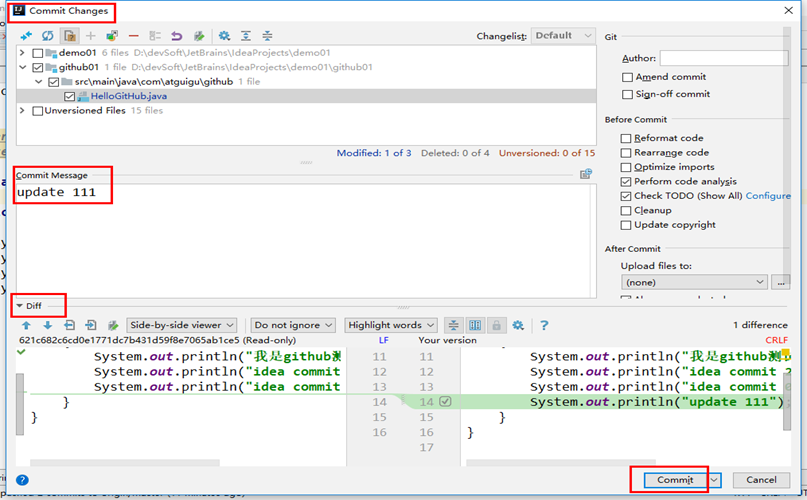 Commit Changes
Changelist: Default
demo01 6 files D:\devSoft\JetBrains\IdeaProjects\demo01
github01 1 file D:\devSoft\JetBrains\IdeaProjects\demo01\github01
src\main\java\com\atguigu\github 1 file
HelloGitHub.java
Unversioned Files 15 files
Modified: 1 of 3 Deleted: 0 of 4 Unversioned: 0 of 15
Commit Message
update 111
Git
Author:
Amend commit
Sign-off commit
Before Commit
Reformat code
Rearrange code
Optimize imports
Perform code analysis
Check TODO (Show All) Configure
Cleanup
Update copyright
After Commit
Upload files to:
(none) ...
Diff
Side-by-side viewer Do not ignore Highlight words ? 1 difference
621c682c6cd0e1771dc7b431d59f8e7065ab1ce5 (Read-only) LF Your version CRLF
System.out.println("我是github测 11 11 System.out.println("我是github测
System.out.println("idea commit 12 12 System.out.println("idea commit 2
System.out.println("idea commit 13 13 System.out.println("idea commit
} 14 14 System.out.println("update 111");
} 15 15 }
16 16 }
17
? Commit Cancel